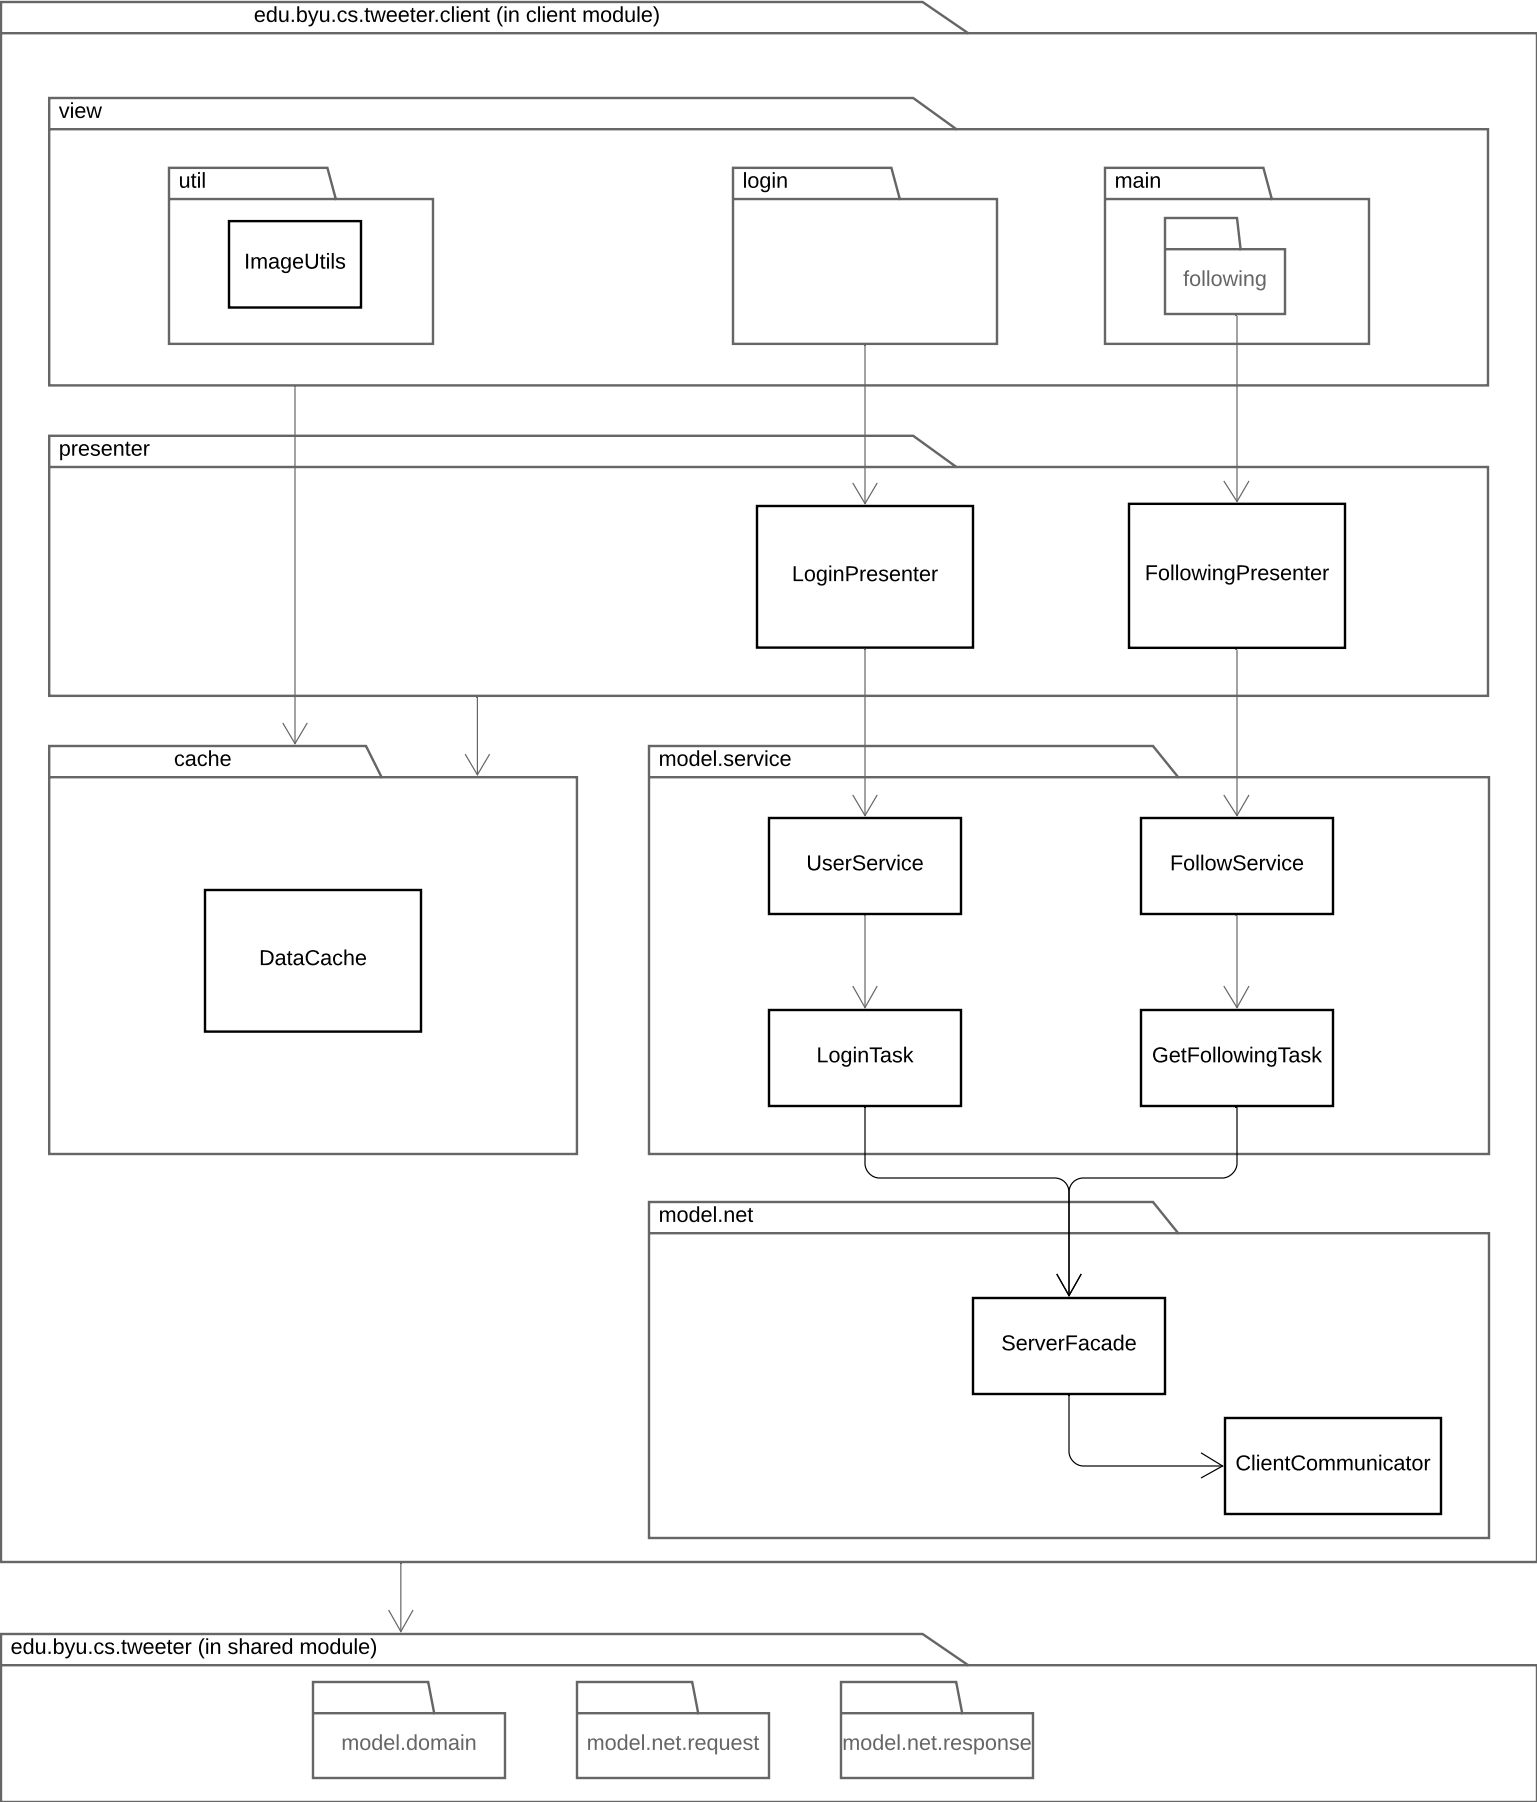 edu.byu.cs.tweeter.client (in client module)
view
util
login
main
ImageUtils
following
presenter
LoginPresenter
FollowingPresenter
cache
model.service
UserService
FollowService
DataCache
LoginTask
GetFollowingTask
model.net
ServerFacade
ClientCommunicator
edu.byu.cs.tweeter (in shared module)
model.domain
model.net.request
model.net.response